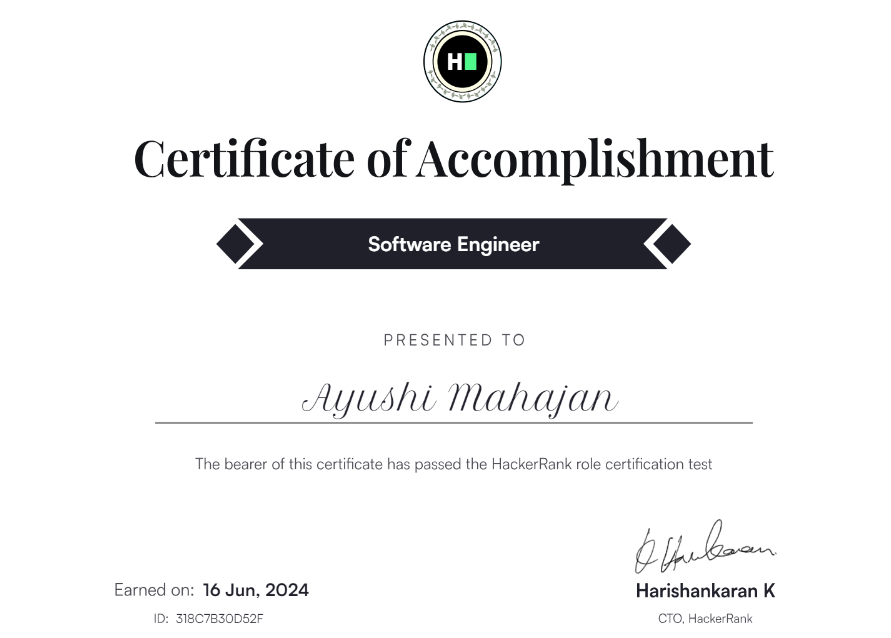 H
Certificate of Accomplishment
Software Engineer
PRESENTED TO
Ayushi Mahajan
The bearer of this certificate has passed the HackerRank role certification test
Earned on: 16 Jun, 2024
ID: 318C7B30D52F
Harishankaran K
CTO, HackerRank